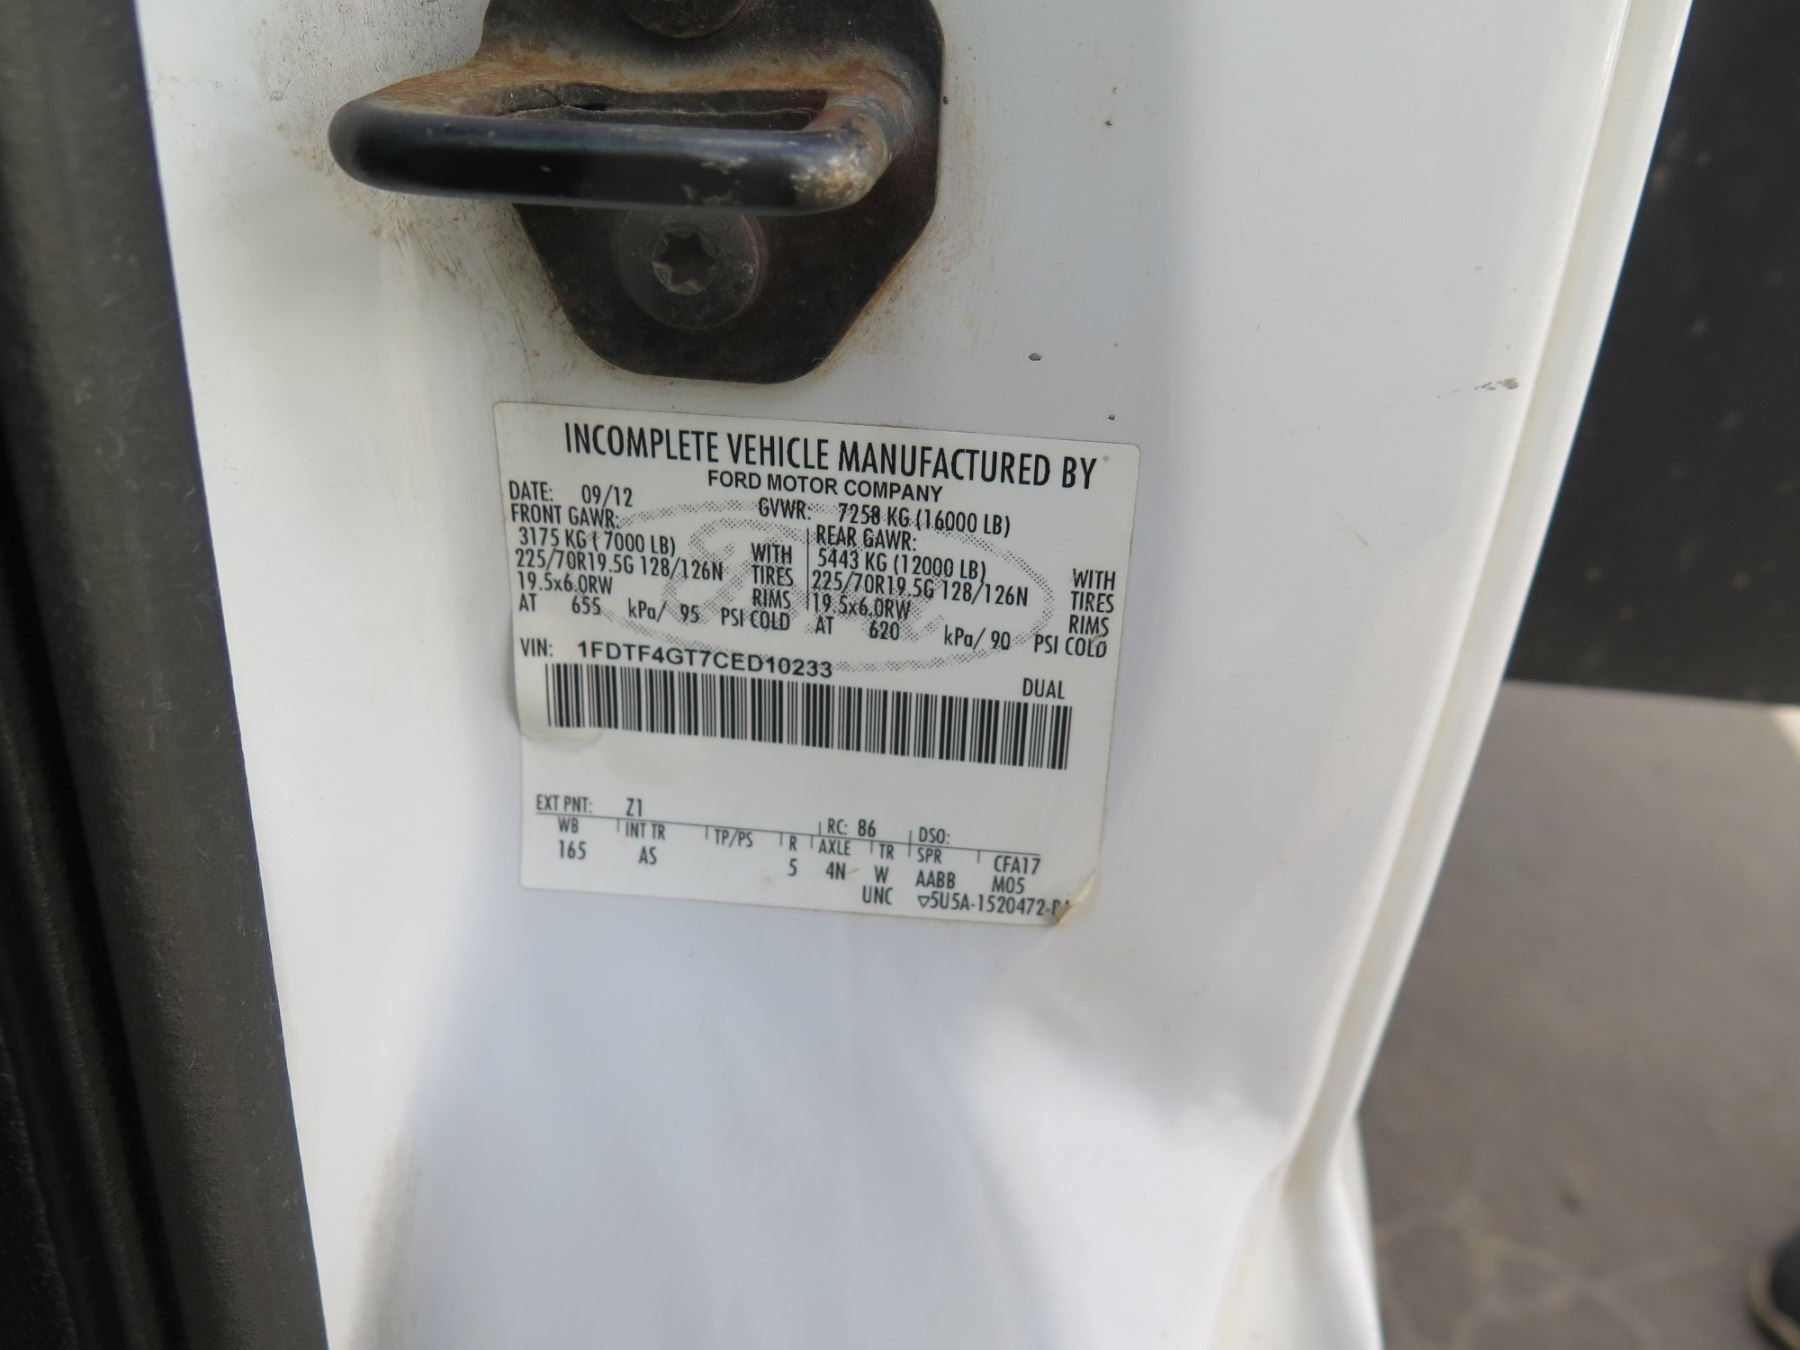 INCOMPLETE VEHICLE MANUFACTURED BY
FORD MOTOR COMPANY
DATE: 09/12 GVWR: 7258 KG (16000 LB)
FRONT GAWR: REAR GAWR:
3175 KG ( 7000 LB) WITH 5443 KG (12000 LB) WITH
225/70R19.5G 128/126N TIRES 225/70R19.5G 128/126N TIRES
19.5x6.0RW RIMS 19.5x6.0RW RIMS
AT 655 kPa/ 95 PSI COLD AT 620 kPa/ 90 PSI COLD
VIN: 1FDTF4GT7CED10233
DUAL
EXT PNT: Z1 RC: 86 DSO:
WB INT TR TP/PS R AXLE TR SPR CFA17
165 AS 5 4N W AABB M05
UNC ▽5U5A-1520472-